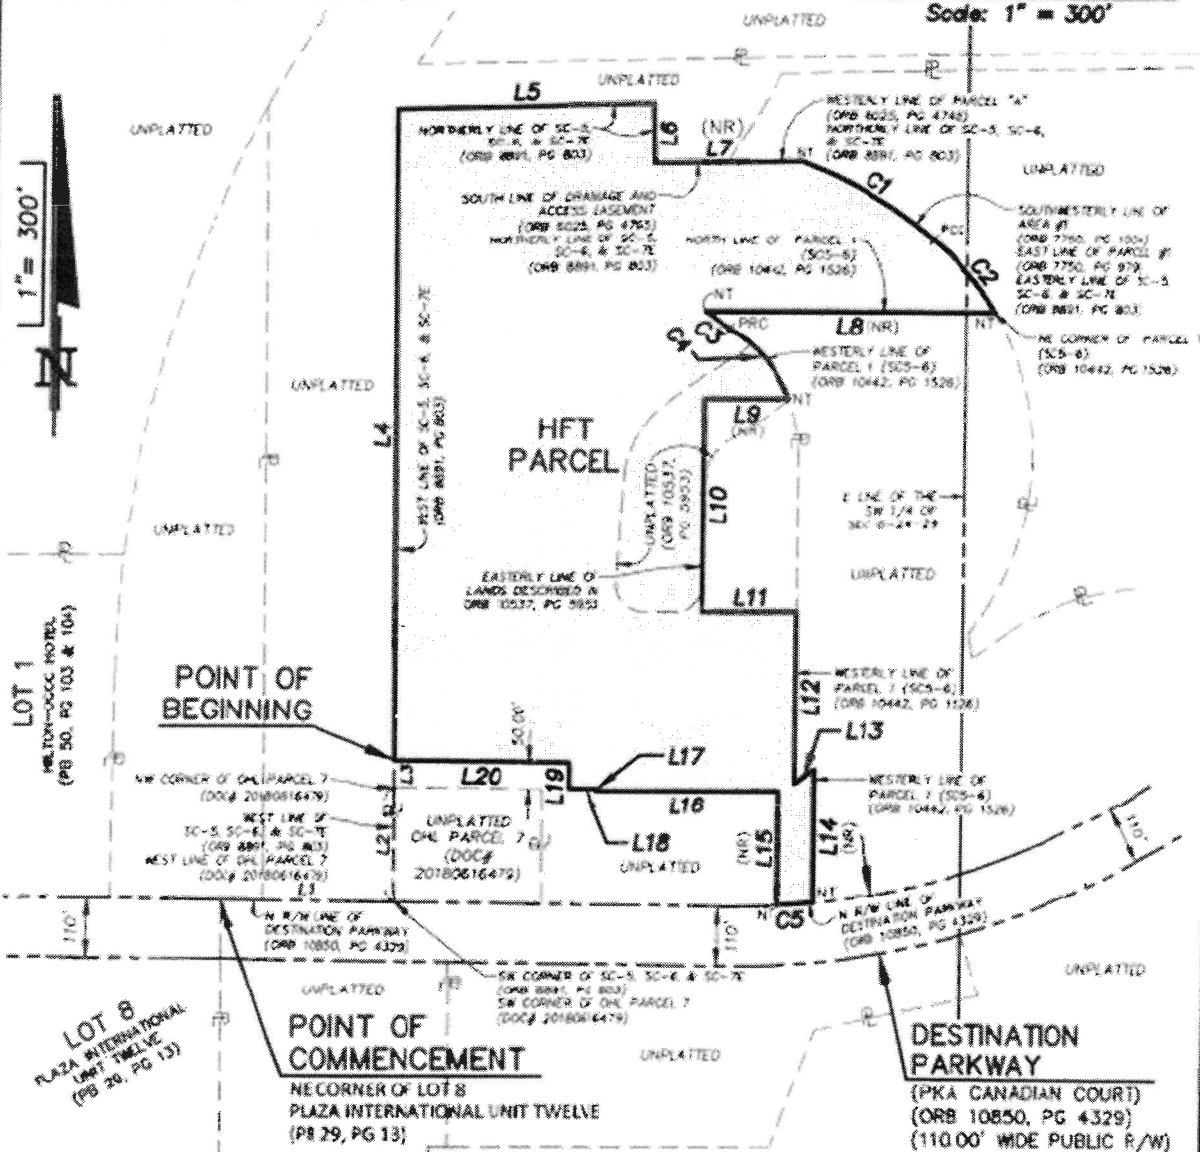 Scale: 1" = 300'
UNPLATTED
UNPLATTED
UNPLATTED
L5
NORTHERLY LINE OF SC-5,
SC-6, & SC-7E
(ORB 8891, PG 803)
L6
(NR)
L7
WESTERLY LINE OF PARCEL "A"
(ORB 6025, PG 4748)
NORTHERLY LINE OF SC-5, SC-6,
& SC-7E
(ORB 8891, PG 803)
NT
UNPLATTED
1" = 300'
N
C1
SOUTH LINE OF DRAINAGE AND
ACCESS EASEMENT
(ORB 6025, PG 4765)
NORTHERLY LINE OF SC-5,
SC-6, & SC-7E
(ORB 8891, PG 803)
NORTH LINE OF PARCEL 1
(SC5-6)
(ORB 10442, PG 1526)
PCC
SOUTHWESTERLY LINE OF
AREA #1
EAST LINE OF PARCEL #1
(ORB 7750, PG 979)
EASTERLY LINE OF SC-5
SC-6, & SC-7E
(ORB 8891, PG 803)
C2
NT
L8
(NR)
NT
NE CORNER OF PARCEL 1
(SC5-6)
(ORB 10442, PG 1526)
C3
PRC
C4
WESTERLY LINE OF
PARCEL 1 (SC5-6)
(ORB 10442, PG 1526)
UNPLATTED
L4
WEST LINE OF SC-5, SC-6, & SC-7E
(ORB 8891, PG 803)
L9
(NR)
NT
HFT
PARCEL
UNPLATTED
(ORB 10537,
PG 5953)
L10
E LINE OF THE
SW 1/4 OF
SEC 6-24-29
UNPLATTED
UNPLATTED
EASTERLY LINE OF
LANDS DESCRIBED IN
ORB 10537, PG 5953
L11
LOT 1
HILTON-OCCC HOTEL
(PB 50, PG 103 & 104)
POINT OF
BEGINNING
WESTERLY LINE OF
PARCEL 1 (SC5-6)
L12
L13
50.00'
L17
L3
L20
L19
NW CORNER OF OHL PARCEL 7
(DOC# 20180616479)
WEST LINE OF
SC-5, SC-6, & SC-7E
(ORB 8891, PG 803)
WEST LINE OF OHL PARCEL 7
(DOC# 20180616479)
L21
UNPLATTED
OHL PARCEL 7
(DOC#
20180616479)
L16
L18
UNPLATTED
(NR)
L15
L14
(NR)
WESTERLY LINE OF
PARCEL 1 (SC5-6)
(ORB 10442, PG 1526)
110'
L1
N R/W LINE OF
DESTINATION PARKWAY
(ORB 10850, PG 4329)
110'
NT
C5
NT
N R/W LINE OF
DESTINATION PARKWAY
(ORB 10850, PG 4329)
110'
SW CORNER OF SC-5, SC-6, & SC-7E
(ORB 8891, PG 803)
SW CORNER OF OHL PARCEL 7
(DOC# 20180616479)
UNPLATTED
UNPLATTED
LOT 8
PLAZA INTERNATIONAL
UNIT TWELVE
(PB 29, PG 13)
POINT OF
COMMENCEMENT
NE CORNER OF LOT 8
PLAZA INTERNATIONAL UNIT TWELVE
(PB 29, PG 13)
UNPLATTED
DESTINATION
PARKWAY
(PKA CANADIAN COURT)
(ORB 10850, PG 4329)
(110.00' WIDE PUBLIC R/W)